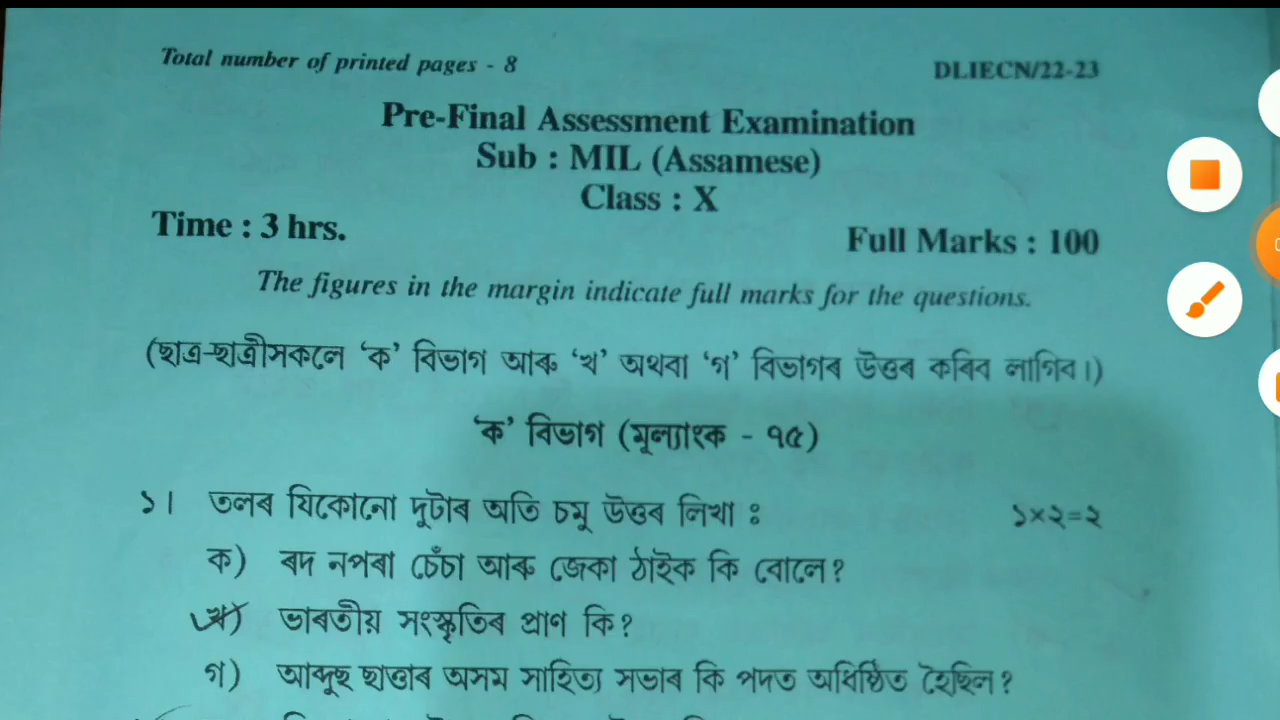 Total number of printed pages - 8
DLIECN/22-23
Pre-Final Assessment Examination
Sub : MIL (Assamese)
Class : X
Time : 3 hrs.
Full Marks : 100
The figures in the margin indicate full marks for the questions.
(ছাত্ৰ-ছাত্ৰীসকলে ‘ক’ বিভাগ আৰু ‘খ’ অথবা ‘গ’ বিভাগৰ উত্তৰ কৰিব লাগিব।)
‘ক’ বিভাগ (মূল্যাংক - ৭৫)
১। তলৰ যিকোনো দুটাৰ অতি চমু উত্তৰ লিখা ঃ ১×২=২
ক) ৰদ নপৰা চেঁচা আৰু জেকা ঠাইক কি বোলে?
খ) ভাৰতীয় সংস্কৃতিৰ প্ৰাণ কি?
গ) আব্দুছ ছাত্তাৰ অসম সাহিত্য সভাৰ কি পদত অধিষ্ঠিত হৈছিল?